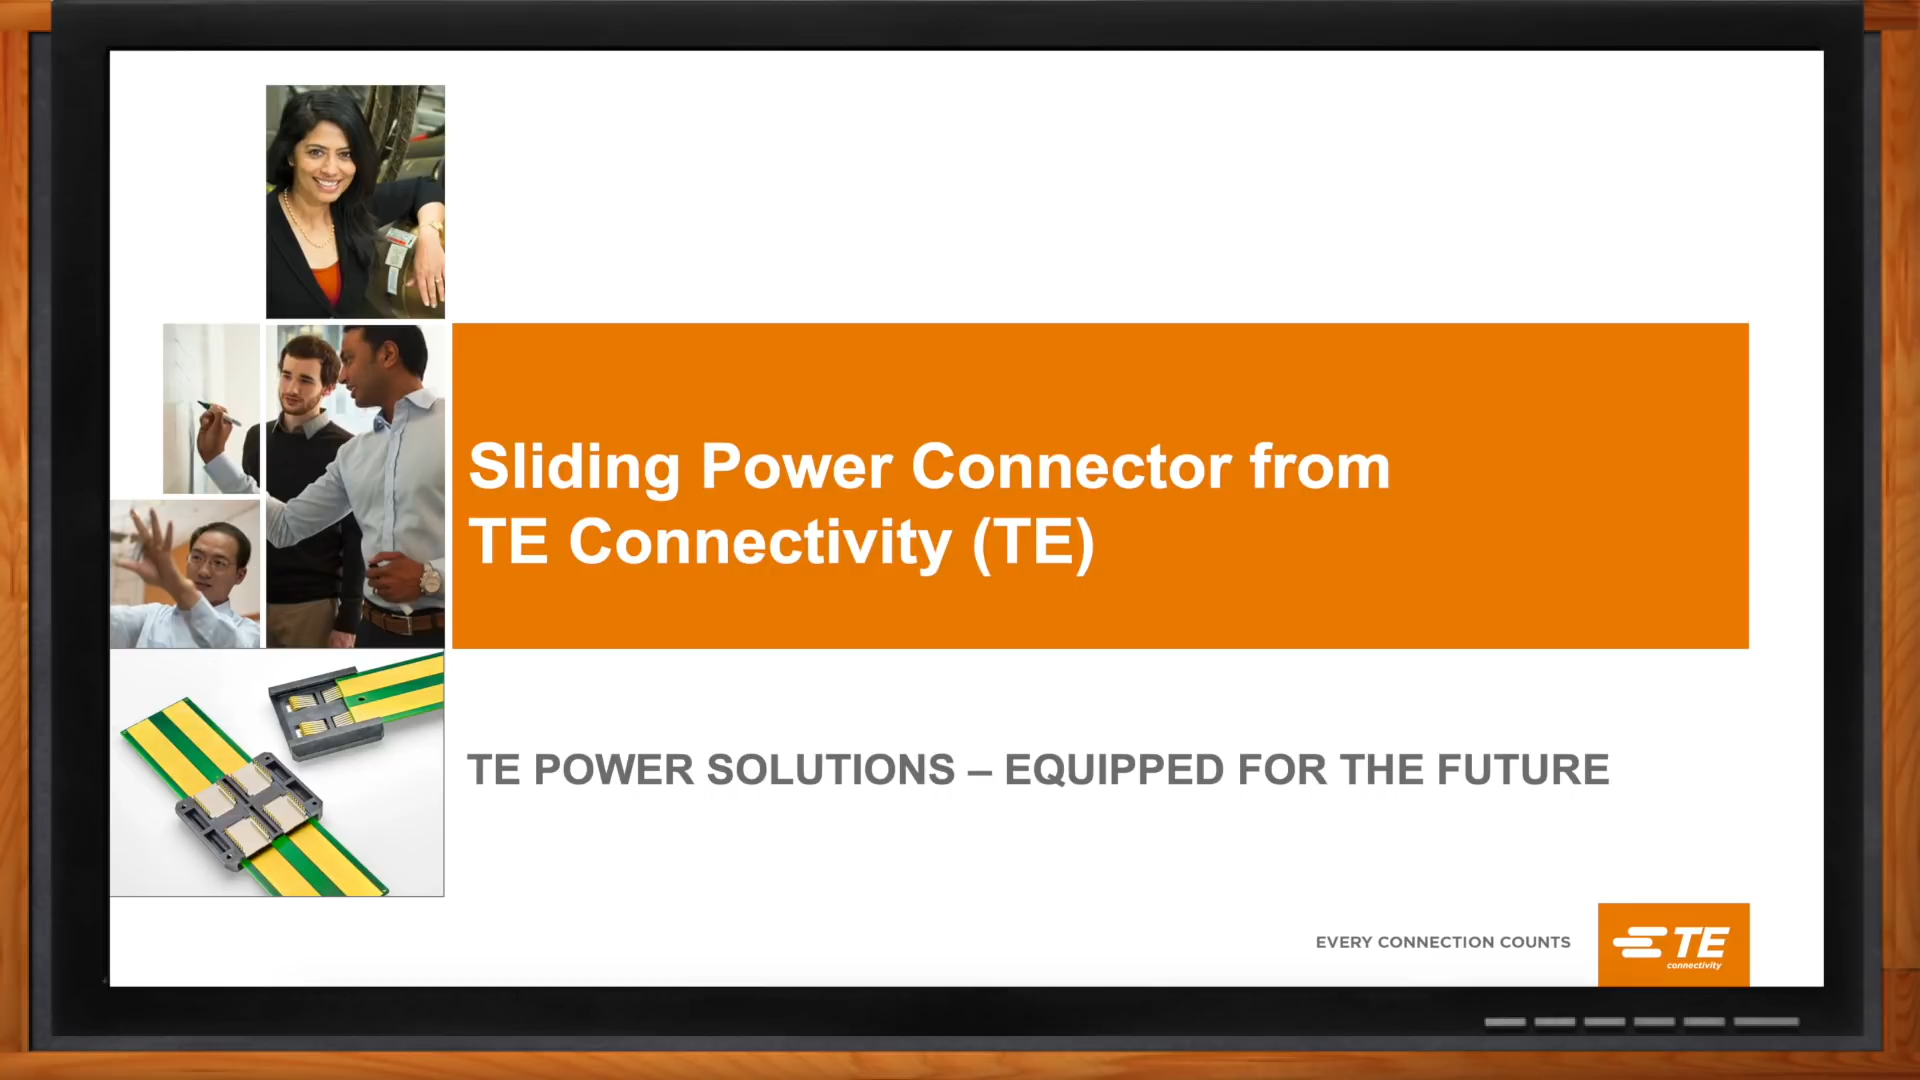 Sliding Power Connector from
TE Connectivity (TE)
TE POWER SOLUTIONS – EQUIPPED FOR THE FUTURE
EVERY CONNECTION COUNTS
TE
connectivity